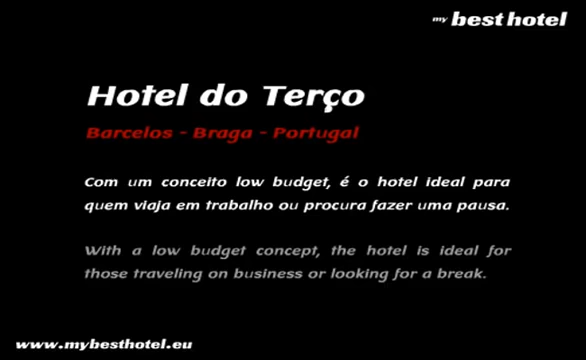 my best hotel
Hotel do Terço
Barcelos - Braga - Portugal
Com um conceito low budget, é o hotel ideal para
quem viaja em trabalho ou procura fazer uma pausa.
With a low budget concept, the hotel is ideal for
those traveling on business or looking for a break.
www.mybesthotel.eu